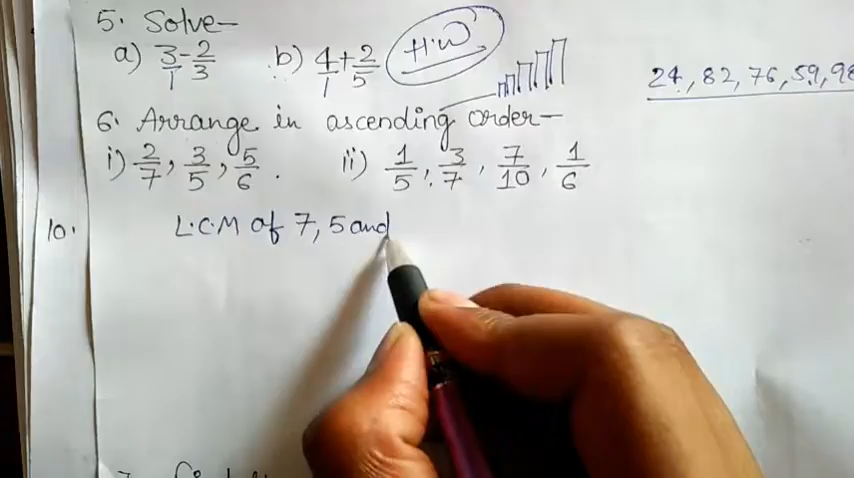 5. Solve-
a) 3/1 - 2/3 b) 4/1 + 2/5 H.W
24, 82, 76, 59, 98
6. Arrange in ascending order-
i) 2/7, 3/5, 5/6. ii) 1/5, 3/7, 7/10, 1/6
10. L.C.M of 7, 5 and